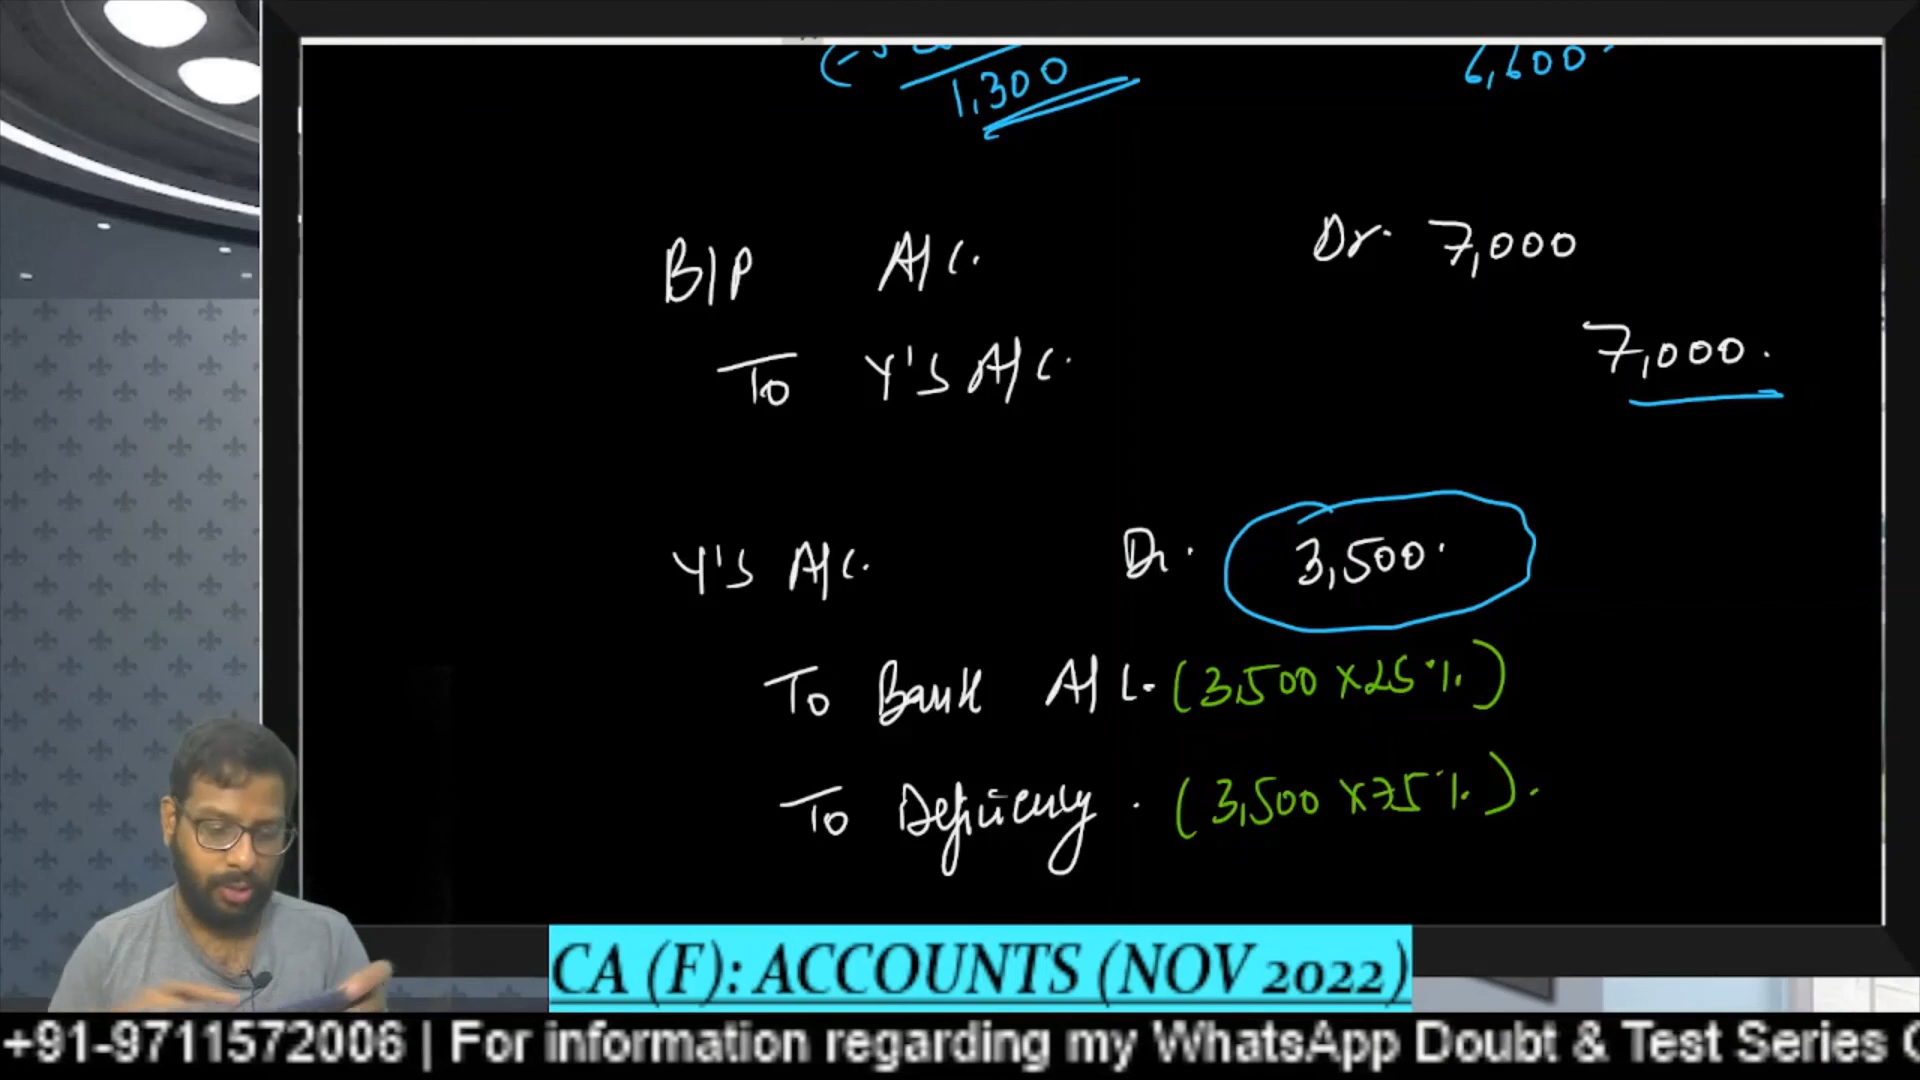 1,300
6,600
B/P A/C. Dr. 7,000
To Y's A/C. 7,000.
Y's A/C. Dr. 3,500.
To Bank A/C. (3,500 x 25%)
To Deficiency. (3,500 x 75%).
CA (F): ACCOUNTS (NOV 2022)
+91-9711572006 | For information regarding my WhatsApp Doubt & Test Series